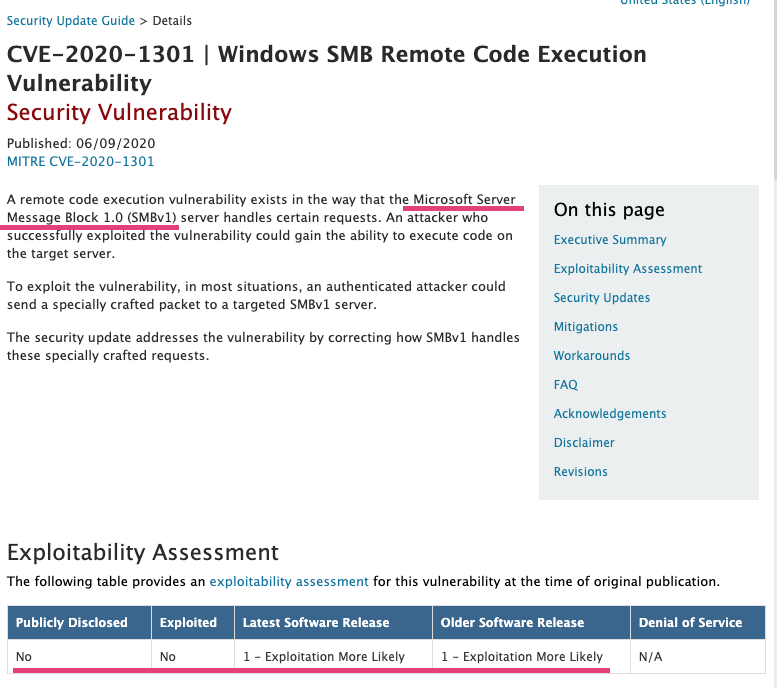 United States (English)
Security Update Guide > Details
CVE-2020-1301 | Windows SMB Remote Code Execution
Vulnerability
Security Vulnerability
Published: 06/09/2020
MITRE CVE-2020-1301
A remote code execution vulnerability exists in the way that the Microsoft Server
Message Block 1.0 (SMBv1) server handles certain requests. An attacker who
successfully exploited the vulnerability could gain the ability to execute code on
the target server.
To exploit the vulnerability, in most situations, an authenticated attacker could
send a specially crafted packet to a targeted SMBv1 server.
The security update addresses the vulnerability by correcting how SMBv1 handles
these specially crafted requests.
On this page
Executive Summary
Exploitability Assessment
Security Updates
Mitigations
Workarounds
FAQ
Acknowledgements
Disclaimer
Revisions
Exploitability Assessment
The following table provides an exploitability assessment for this vulnerability at the time of original publication.
Publicly Disclosed Exploited Latest Software Release Older Software Release Denial of Service
No No 1 - Exploitation More Likely 1 - Exploitation More Likely N/A